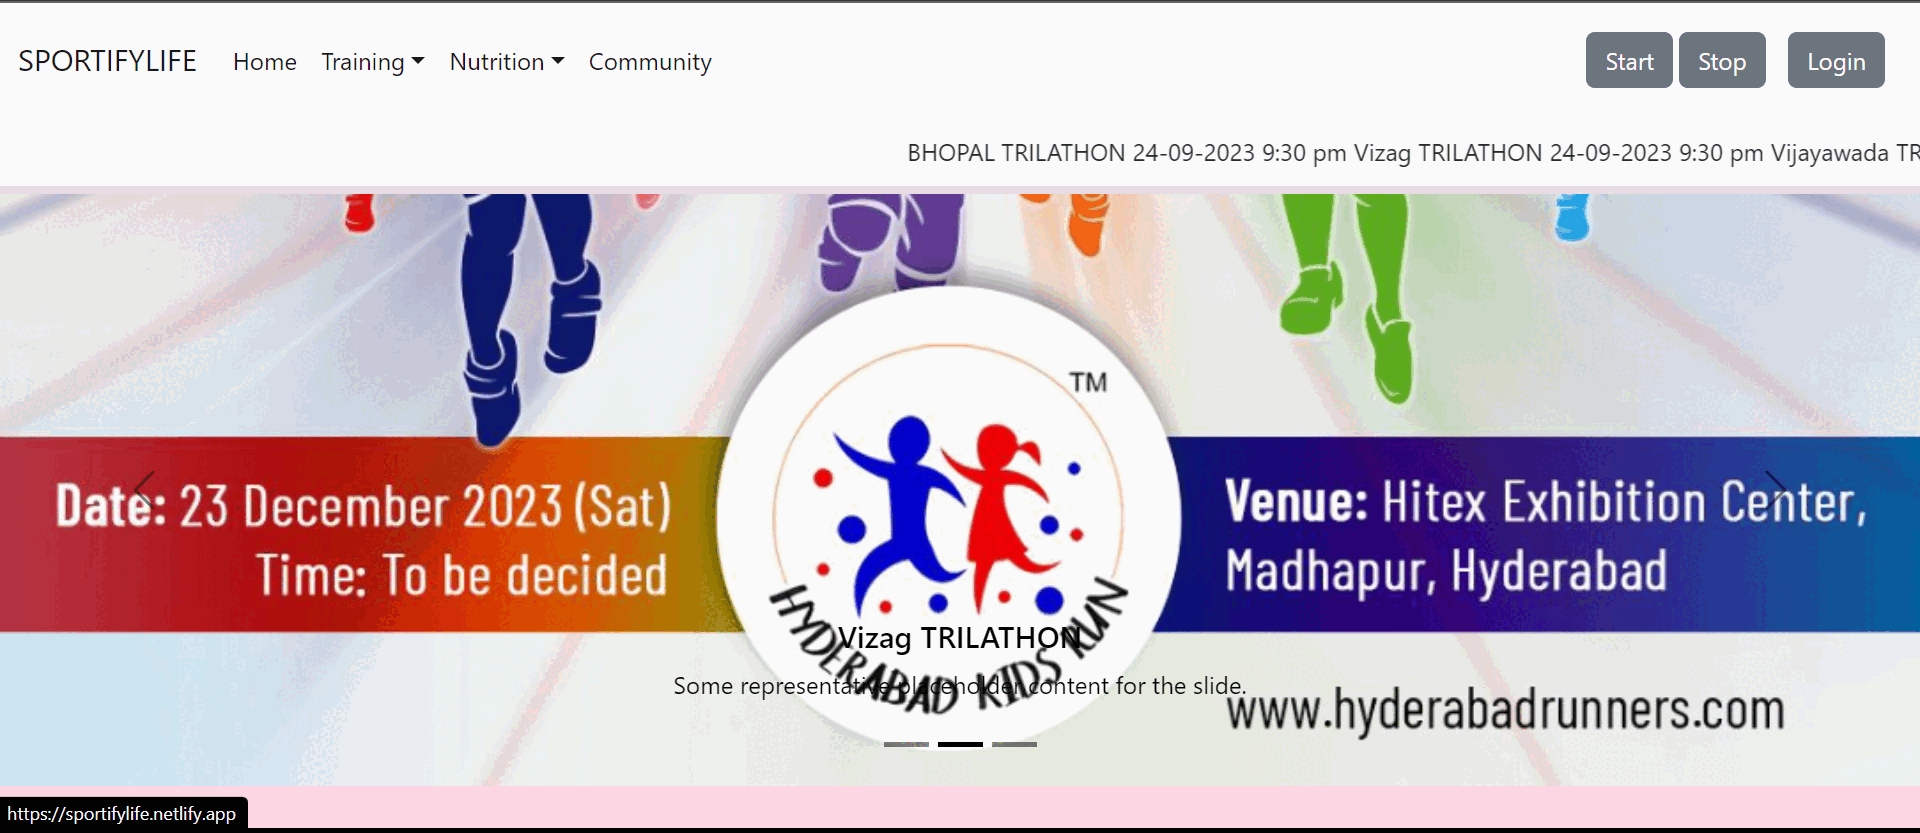 SPORTIFYLIFE Home Training Nutrition Community Start Stop Login
BHOPAL TRILATHON 24-09-2023 9:30 pm Vizag TRILATHON 24-09-2023 9:30 pm Vijayawada TR
TM
Date: 23 December 2023 (Sat)
Time: To be decided
Venue: Hitex Exhibition Center,
Madhapur, Hyderabad
HYDERABAD KIDS RUN
Vizag TRILATHON
Some representative placeholder content for the slide.
www.hyderabadrunners.com
https://sportifylife.netlify.app